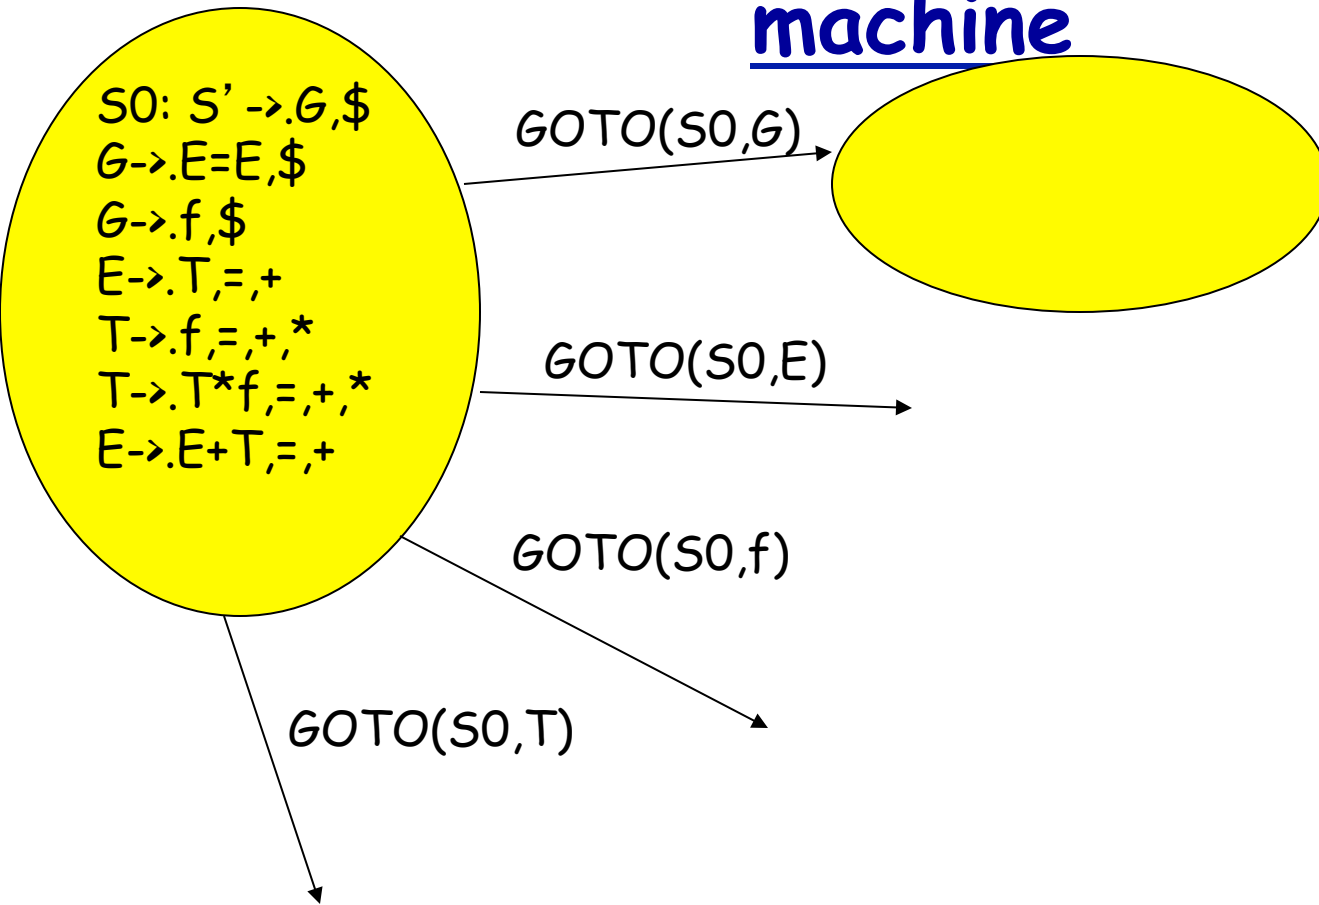 machine
S0: S’ ->.G,$
G->.E=E,$
G->.f,$
E->.T,=,+
T->.f,=,+,*
T->.T*f,=,+,*
E->.E+T,=,+
GOTO(S0,G)
GOTO(S0,E)
GOTO(S0,f)
GOTO(S0,T)